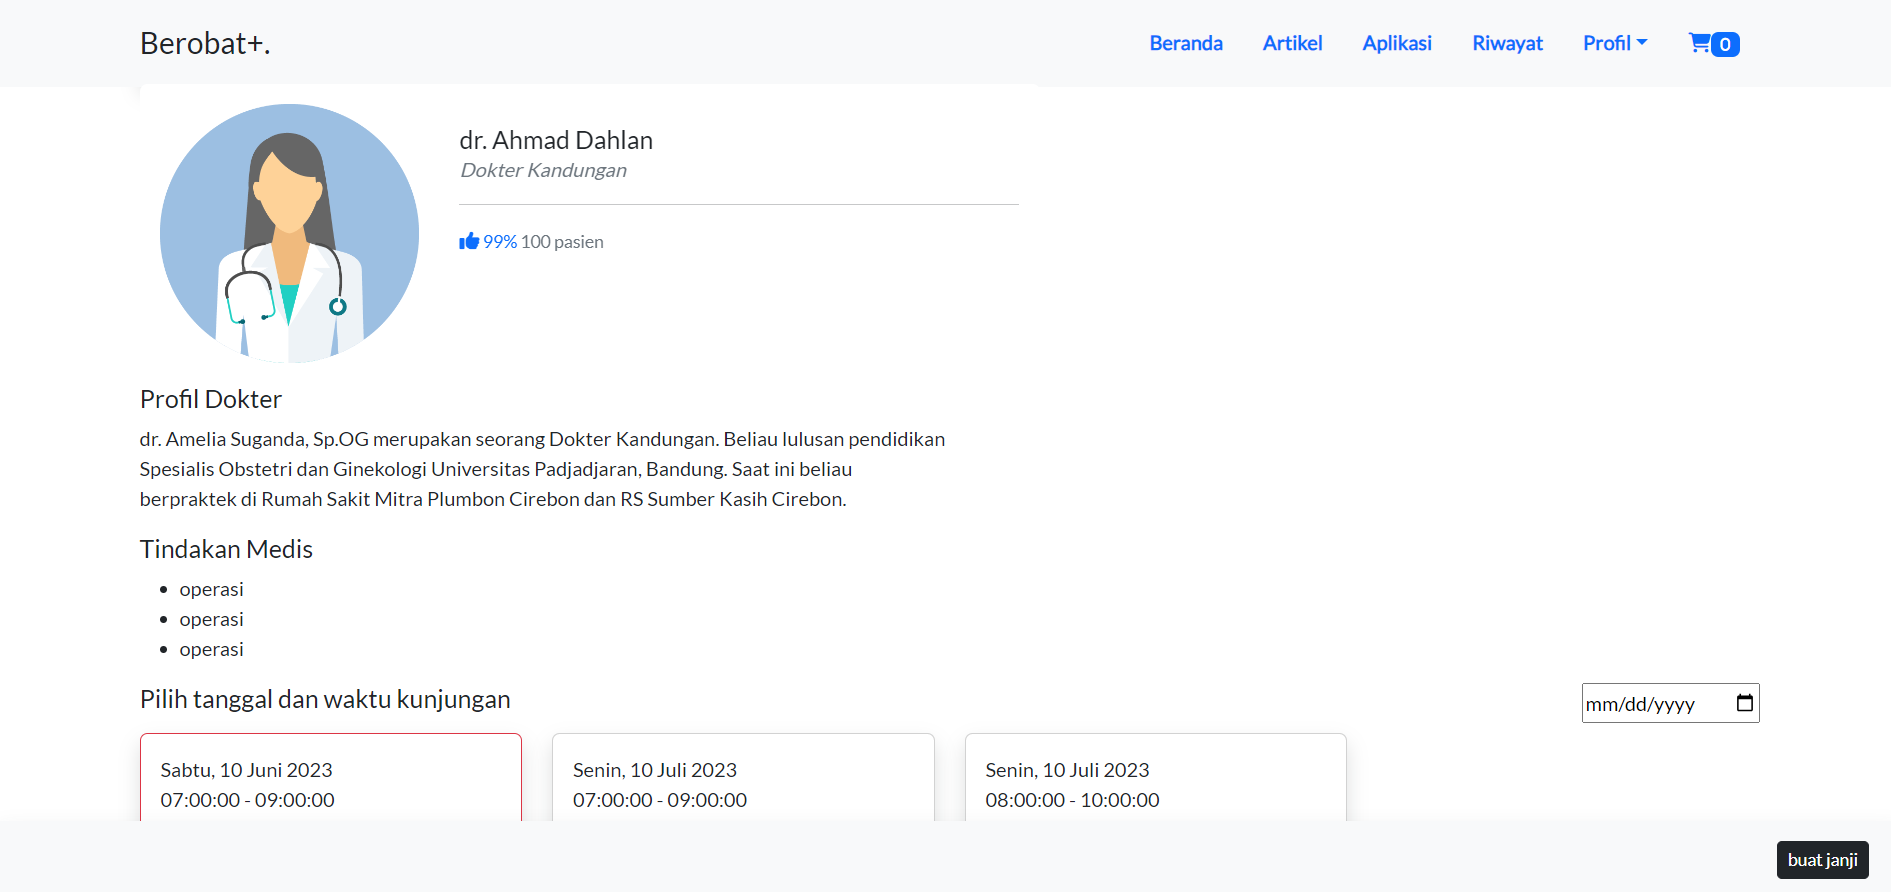 Berobat+.
Beranda Artikel Aplikasi Riwayat Profil 0
dr. Ahmad Dahlan
Dokter Kandungan
99% 100 pasien
Profil Dokter
dr. Amelia Suganda, Sp.OG merupakan seorang Dokter Kandungan. Beliau lulusan pendidikan
Spesialis Obstetri dan Ginekologi Universitas Padjadjaran, Bandung. Saat ini beliau
berpraktek di Rumah Sakit Mitra Plumbon Cirebon dan RS Sumber Kasih Cirebon.
Tindakan Medis
• operasi
• operasi
• operasi
Pilih tanggal dan waktu kunjungan
mm/dd/yyyy
Sabtu, 10 Juni 2023
07:00:00 - 09:00:00
Senin, 10 Juli 2023
07:00:00 - 09:00:00
Senin, 10 Juli 2023
08:00:00 - 10:00:00
buat janji